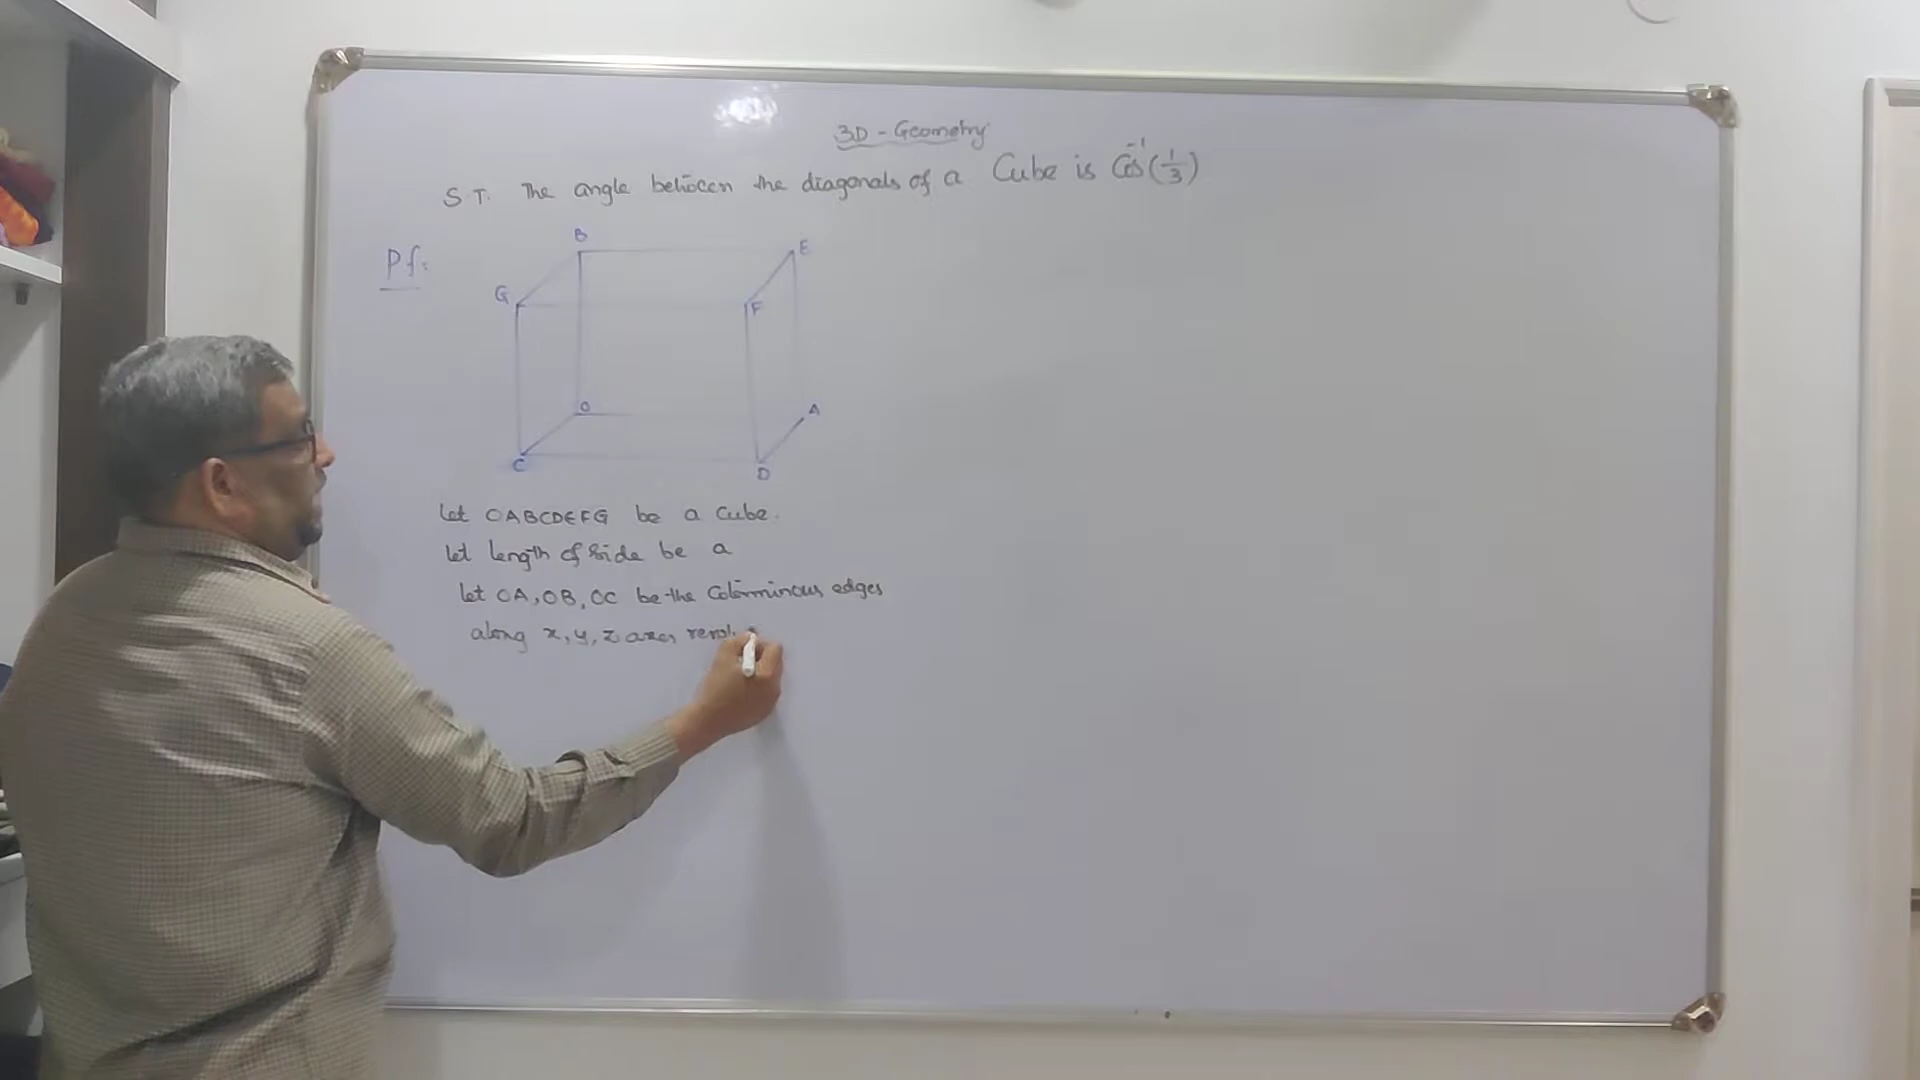 3D - Geometry
S.T. The angle between the diagonals of a Cube is Cos⁻¹(1/3)
Pf:
B
E
G
F
O
A
C
D
Let OABCDEFG be a Cube.
let length of side be a
let OA, OB, OC be the Coterminous edges
along x, y, z axes